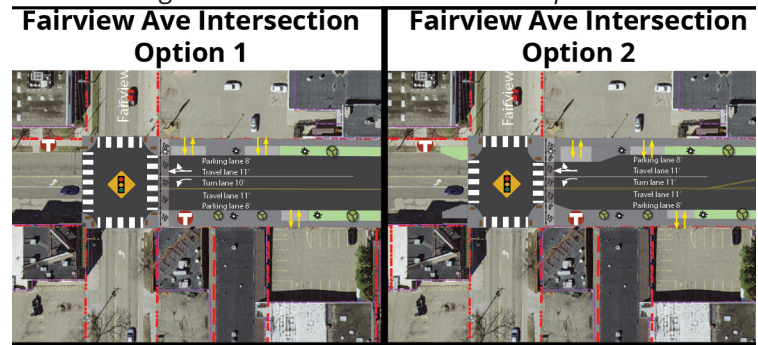 Fairview Ave Intersection
Option 1
Fairview
Parking lane 8'
Travel lane 11'
Turn lane 10'
Travel lane 11'
Parking lane 8'
T
Fairview Ave Intersection
Option 2
Fairview
Parking lane 8'
Travel lane 11'
Turn lane 11'
Travel lane 11'
Parking lane 8'
T